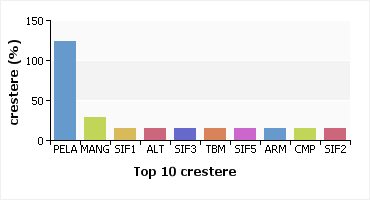 crestere (%)
150
100
50
0
PELA MANG SIF1 ALT SIF3 TBM SIF5 ARM CMP SIF2
Top 10 crestere